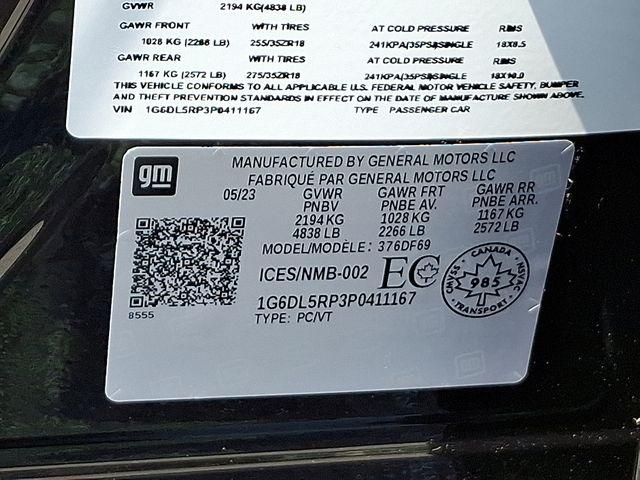 GVWR 2194 KG(4838 LB)
GAWR FRONT WITH TIRES AT COLD PRESSURE RIMS
1028 KG (2266 LB) 255/35ZR18 241KPA(35PSI)SINGLE 18X8.5
GAWR REAR WITH TIRES AT COLD PRESSURE RIMS
1167 KG (2572 LB) 275/35ZR18 241KPA(35PSI)SINGLE 18X10.0
THIS VEHICLE CONFORMS TO ALL APPLICABLE U.S. FEDERAL MOTOR VEHICLE SAFETY, BUMPER
AND THEFT PREVENTION STANDARDS IN EFFECT ON THE DATE OF MANUFACTURE SHOWN ABOVE.
VIN 1G6DL5RP3P0411167 TYPE PASSENGER CAR
gm
MANUFACTURED BY GENERAL MOTORS LLC
FABRIQUÉ PAR GENERAL MOTORS LLC
05/23 GVWR GAWR FRT GAWR RR
PNBV PNBE AV. PNBE ARR.
2194 KG 1028 KG 1167 KG
4838 LB 2266 LB 2572 LB
MODEL/MODÈLE: 376DF69
ICES/NMB-002 EC
1G6DL5RP3P0411167
TYPE: PC/VT
8555
CANADA
985
TRANSPORT